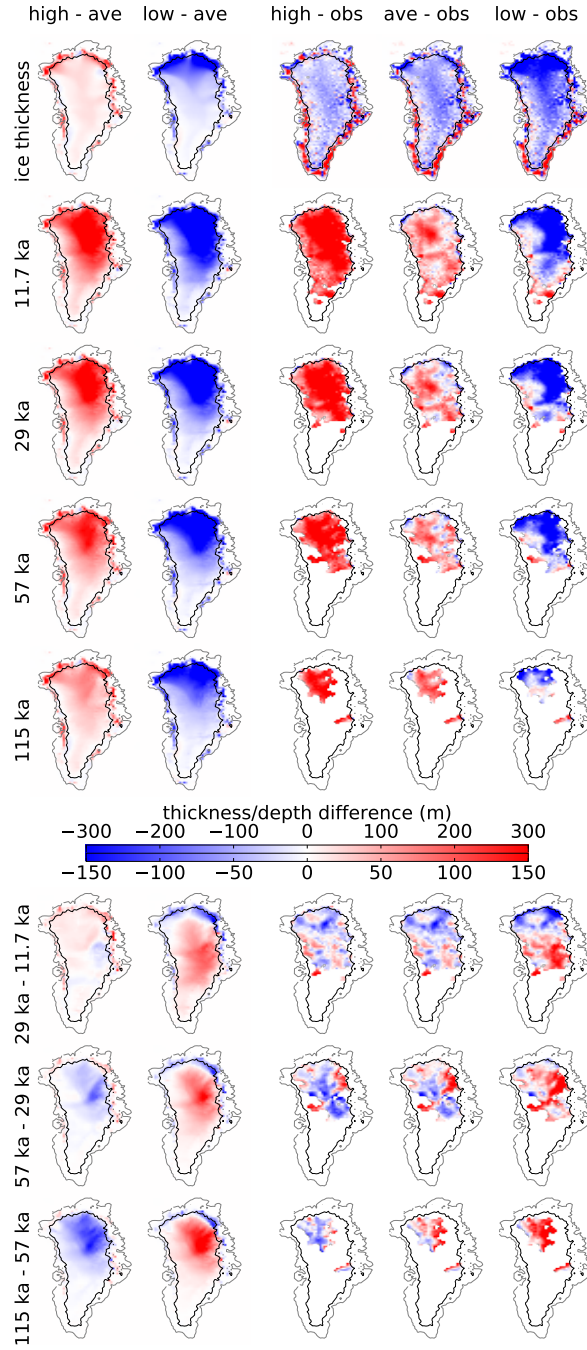 high - ave low - ave high - obs ave - obs low - obs
ice thickness
11.7 ka
29 ka
57 ka
115 ka
thickness/depth difference (m)
−300 −200 −100 0 100 200 300
−150 −100 −50 0 50 100 150
29 ka - 11.7 ka
57 ka - 29 ka
115 ka - 57 ka